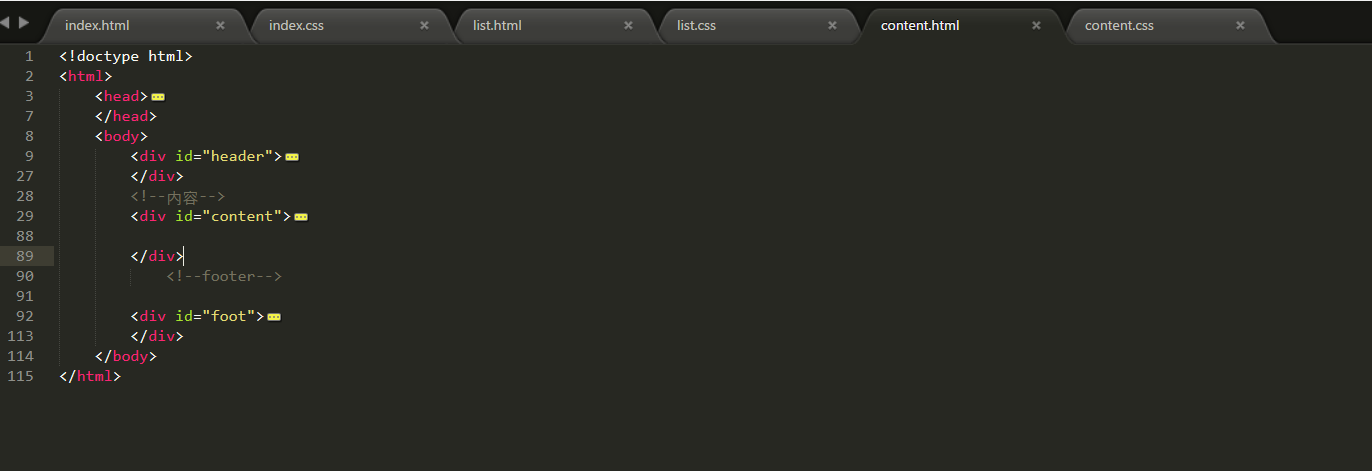 index.html × index.css × list.html × list.css × content.html × content.css ×
1 <!doctype html>
2 <html>
3 <head>
7 </head>
8 <body>
9 <div id="header">
27 </div>
28 <!--内容-->
29 <div id="content">
88
89 </div>
90 <!--footer-->
91
92 <div id="foot">
113 </div>
114 </body>
115 </html>